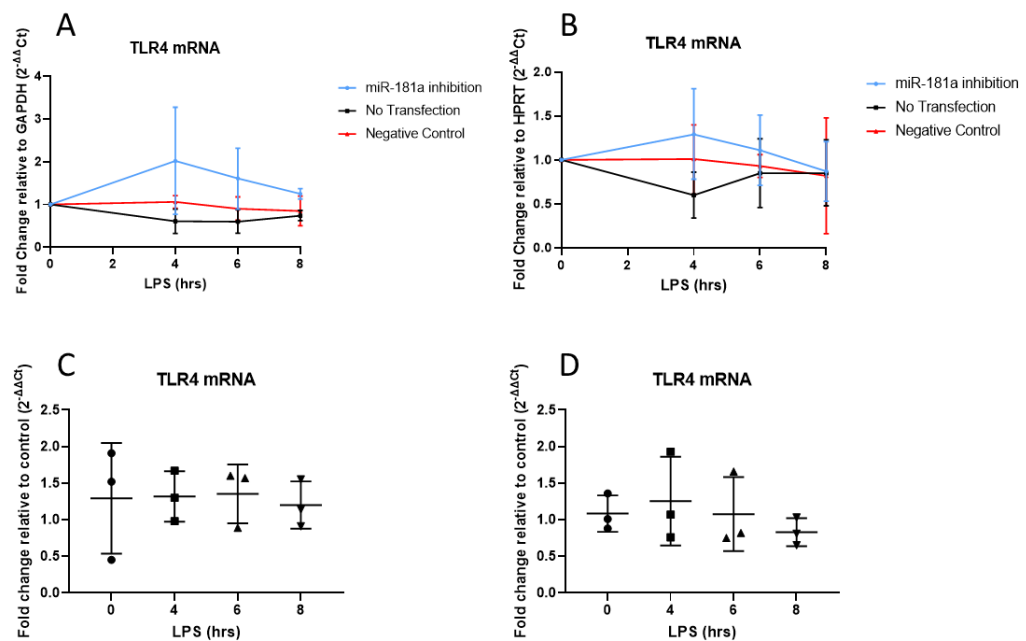 A
TLR4 mRNA
Fold Change relative to GAPDH (2^-ΔΔCt)
4
3
2
1
0
0
2
4
6
8
LPS (hrs)
miR-181a inhibition
No Transfection
Negative Control
B
TLR4 mRNA
Fold Change relative to HPRT (2^-ΔΔCt)
2.0
1.5
1.0
0.5
0.0
0
2
4
6
8
LPS (hrs)
miR-181a inhibition
No Transfection
Negative Control
C
TLR4 mRNA
Fold change relative to control (2^-ΔΔCt)
2.5
2.0
1.5
1.0
0.5
0.0
0
4
6
8
LPS (hrs)
D
TLR4 mRNA
Fold change relative to control (2^-ΔΔCt)
2.5
2.0
1.5
1.0
0.5
0.0
0
4
6
8
LPS (hrs)